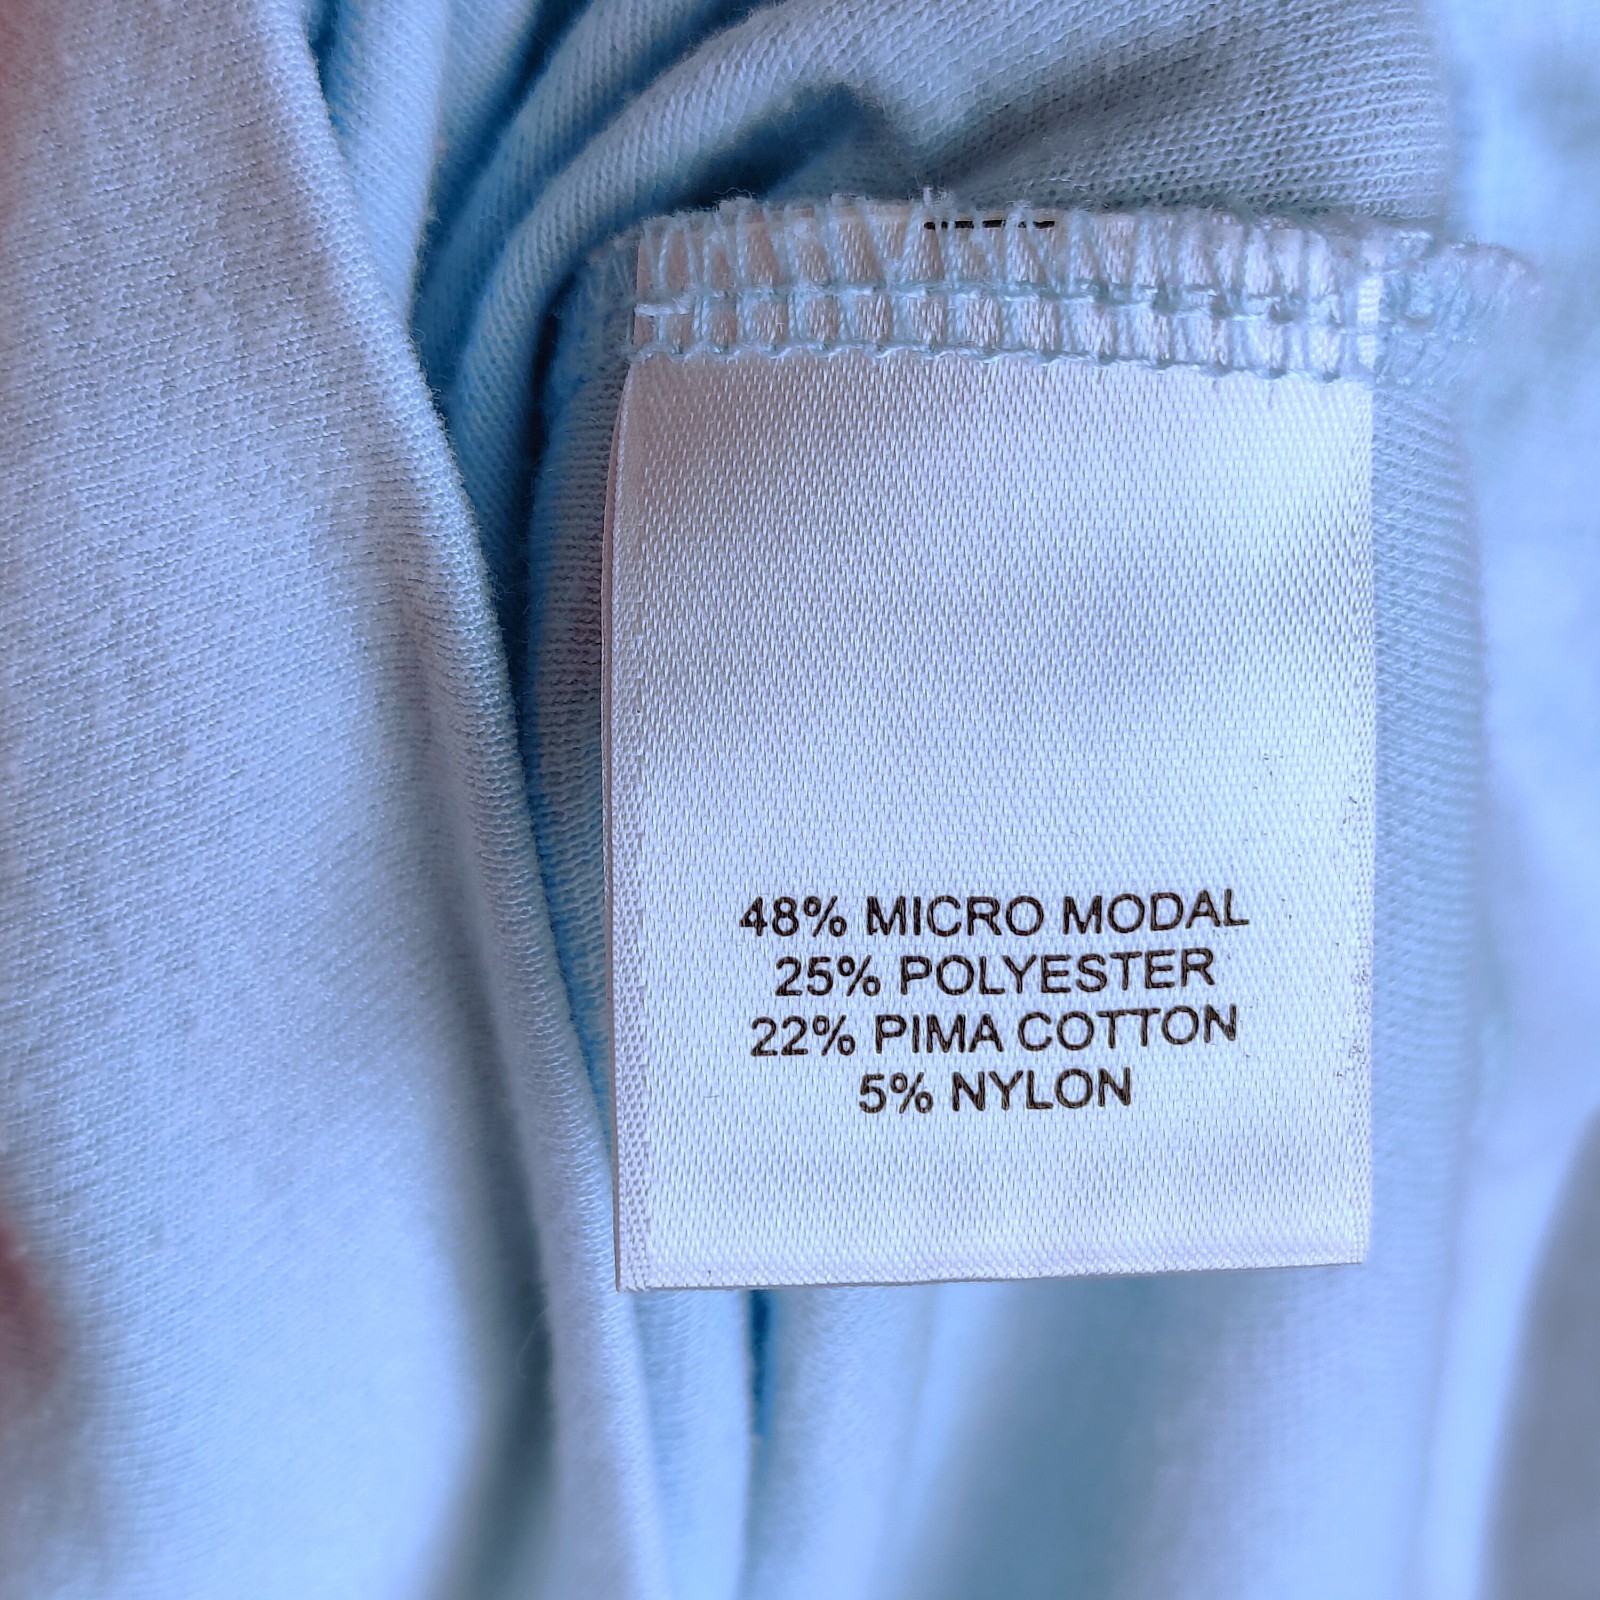 48% MICRO MODAL
25% POLYESTER
22% PIMA COTTON
5% NYLON